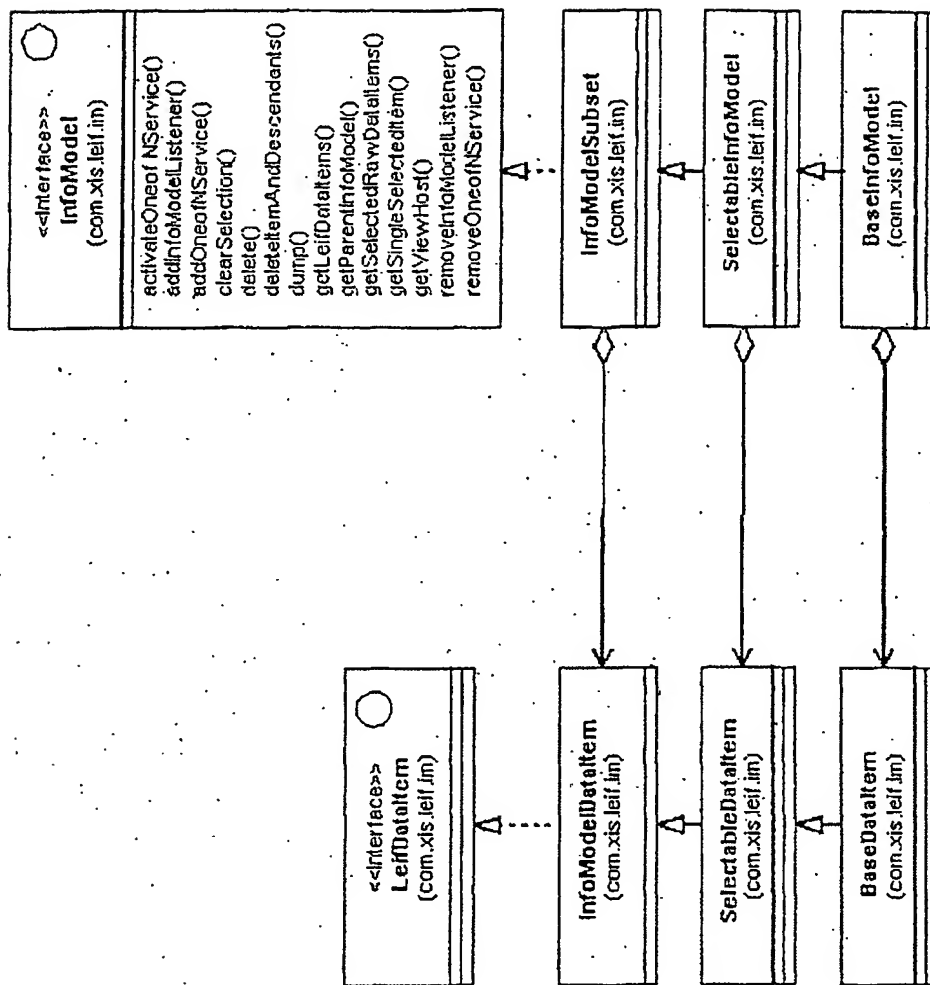 «Interface»
InfoModel
(com.xis.leif.im)
activateOneof NService()
addInfoModelListener()
addOneofNService()
clearSelection()
delete()
deleteItemAndDescendants()
dump()
getLeifDataItems()
getParentInfoModel()
getSelectedRawDataItems()
getSingleSelectedItem()
getViewHost()
removeInfoModelListener()
removeOneofNService()
InfoModelSubset
(com.xis.leif.im)
SelectableInfoModel
(com.xis.leif.im)
BaseInfoModel
(com.xis.leif.im)
«Interface»
LeifDataItem
(com.xis.leif.im)
InfoModelDataItem
(com.xis.leif.im)
SelectableDataItem
(com.xis.leif.im)
BaseDataItem
(com.xis.leif.im)